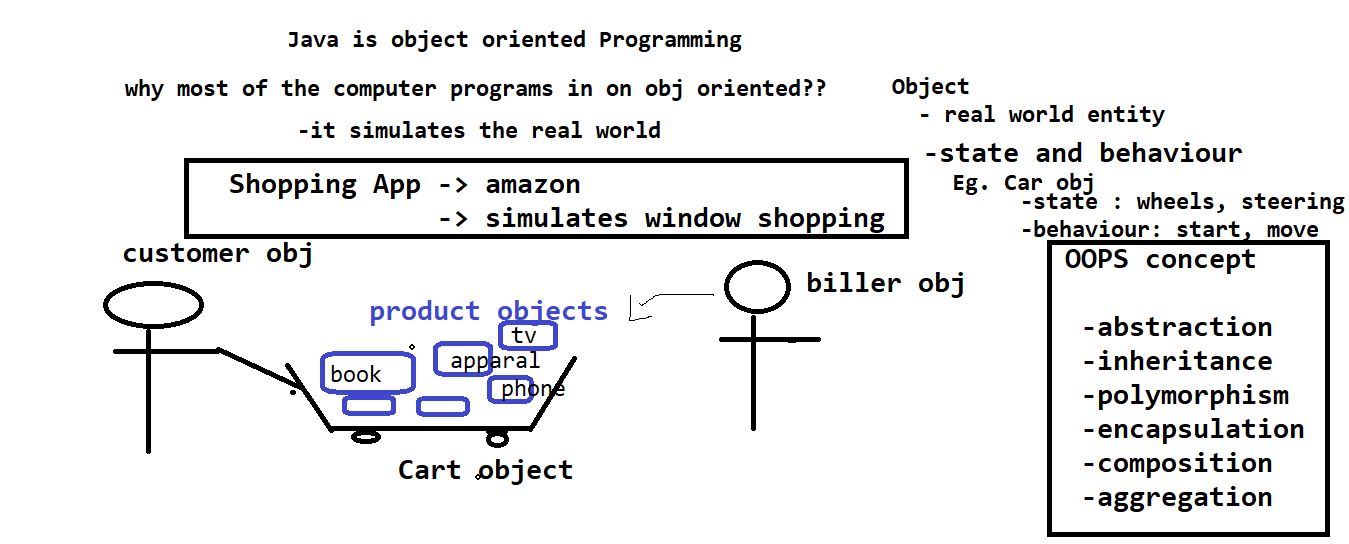 Java is object oriented Programming
why most of the computer programs in on obj oriented??
-it simulates the real world
Shopping App -> amazon
-> simulates window shopping
Object
- real world entity
-state and behaviour
Eg. Car obj
-state : wheels, steering
-behaviour: start, move
customer obj
product objects
tv
apparal
book
phone
Cart object
biller obj
OOPS concept
-abstraction
-inheritance
-polymorphism
-encapsulation
-composition
-aggregation